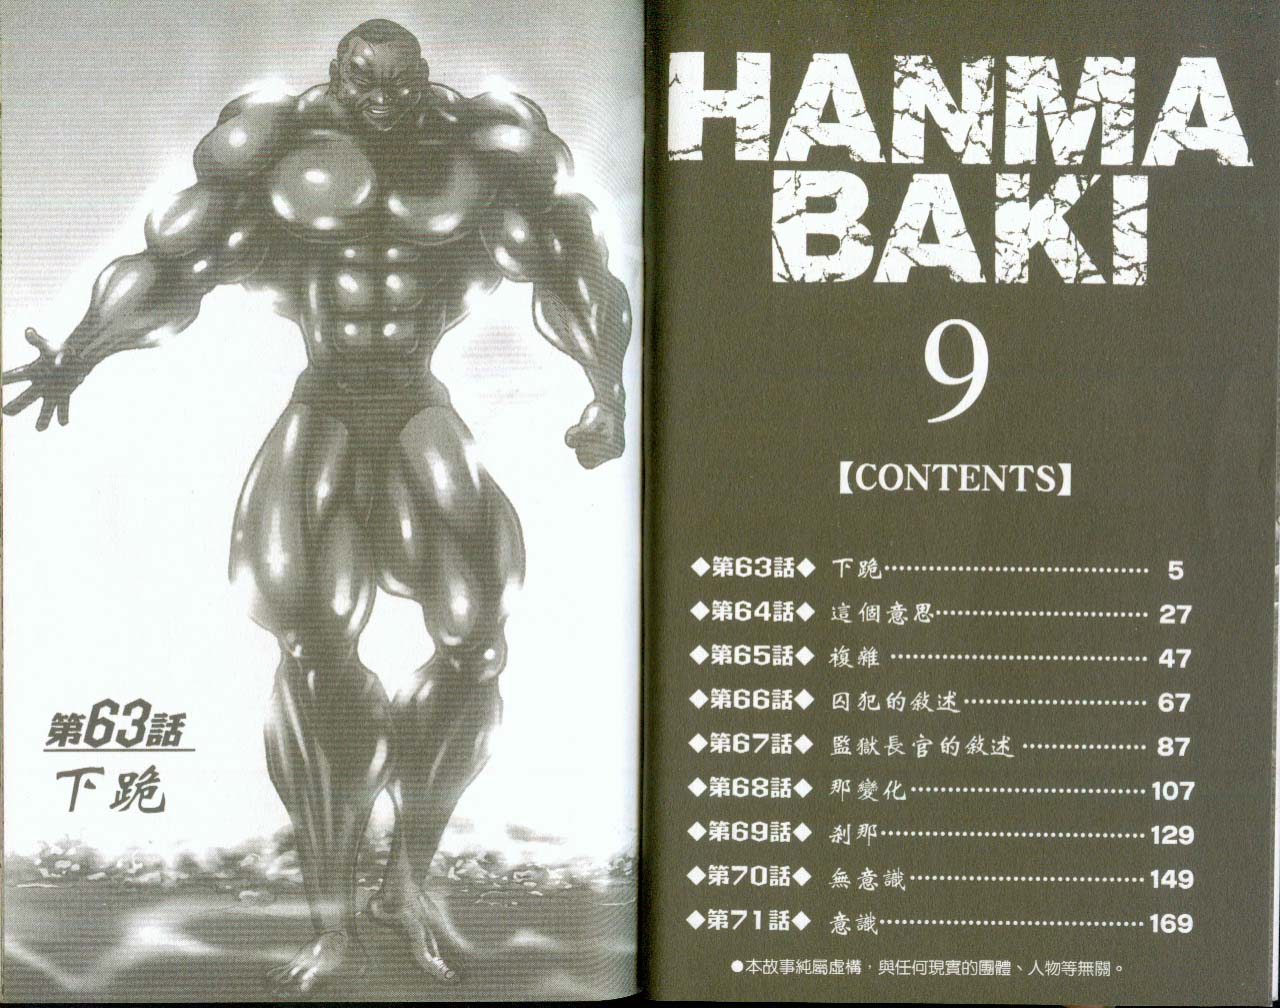 第63話
下跪
HANMA
BAKI
9
【CONTENTS】
◆第63話◆ 下跪……………………………… 5
◆第64話◆ 這個意思……………………… 27
◆第65話◆ 複雜 …………………………… 47
◆第66話◆ 囚犯的敘述…………………… 67
◆第67話◆ 監獄長官的敘述 …………… 87
◆第68話◆ 那變化………………………… 107
◆第69話◆ 刹那…………………………… 129
◆第70話◆ 無意識………………………… 149
◆第71話◆ 意識…………………………… 169
●本故事純屬虛構，與任何現實的團體、人物等無關。